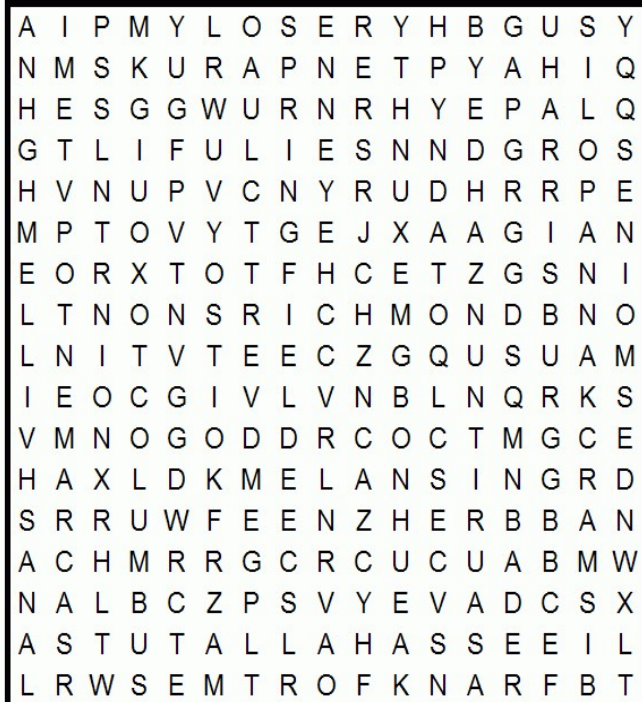 A I P M Y L O S E R Y H B G U S Y
N M S K U R A P N E T P Y A H I Q
H E S G G W U R N R H Y E P A L Q
G T L I F U L I E S N N D G R O S
H V N U P V C N Y R U D H R R P E
M P T O V Y T G E J X A A G I A N
E O R X T O T F H C E T Z G S N I
L T N O N S R I C H M O N D B N O
L N I T V T E E C Z G Q U S U A M
I E O C G I V L V N B L N Q R K S
V M N O G O D D R C O C T M G C E
H A X L D K M E L A N S I N G R D
S R R U W F E E N Z H E R B B A N
A C H M R R G C R C U C U A B M W
N A L B C Z P S V Y E V A D C S X
A S T U T A L L A H A S S E E I L
L R W S E M T R O F K N A R F B T